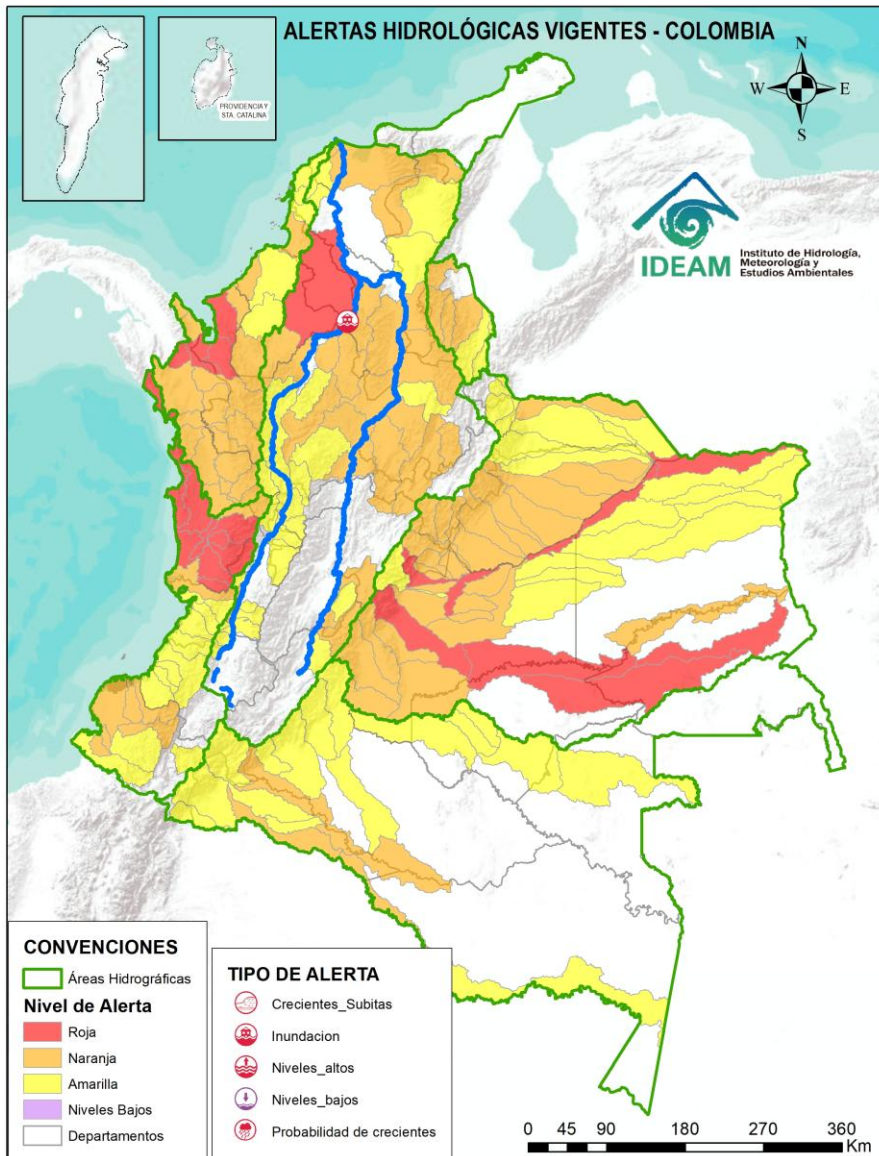 ALERTAS HIDROLÓGICAS VIGENTES - COLOMBIA
PROVIDENCIA Y
STA. CATALINA
N
W E
S
IDEAM
Instituto de Hidrología,
Meteorología y
Estudios Ambientales
CONVENCIONES
Áreas Hidrográficas
Nivel de Alerta
Roja
Naranja
Amarilla
Niveles Bajos
Departamentos
TIPO DE ALERTA
Crecientes_Subitas
Inundacion
Niveles_altos
Niveles_bajos
Probabilidad de crecientes
0 45 90 180 270 360
Km